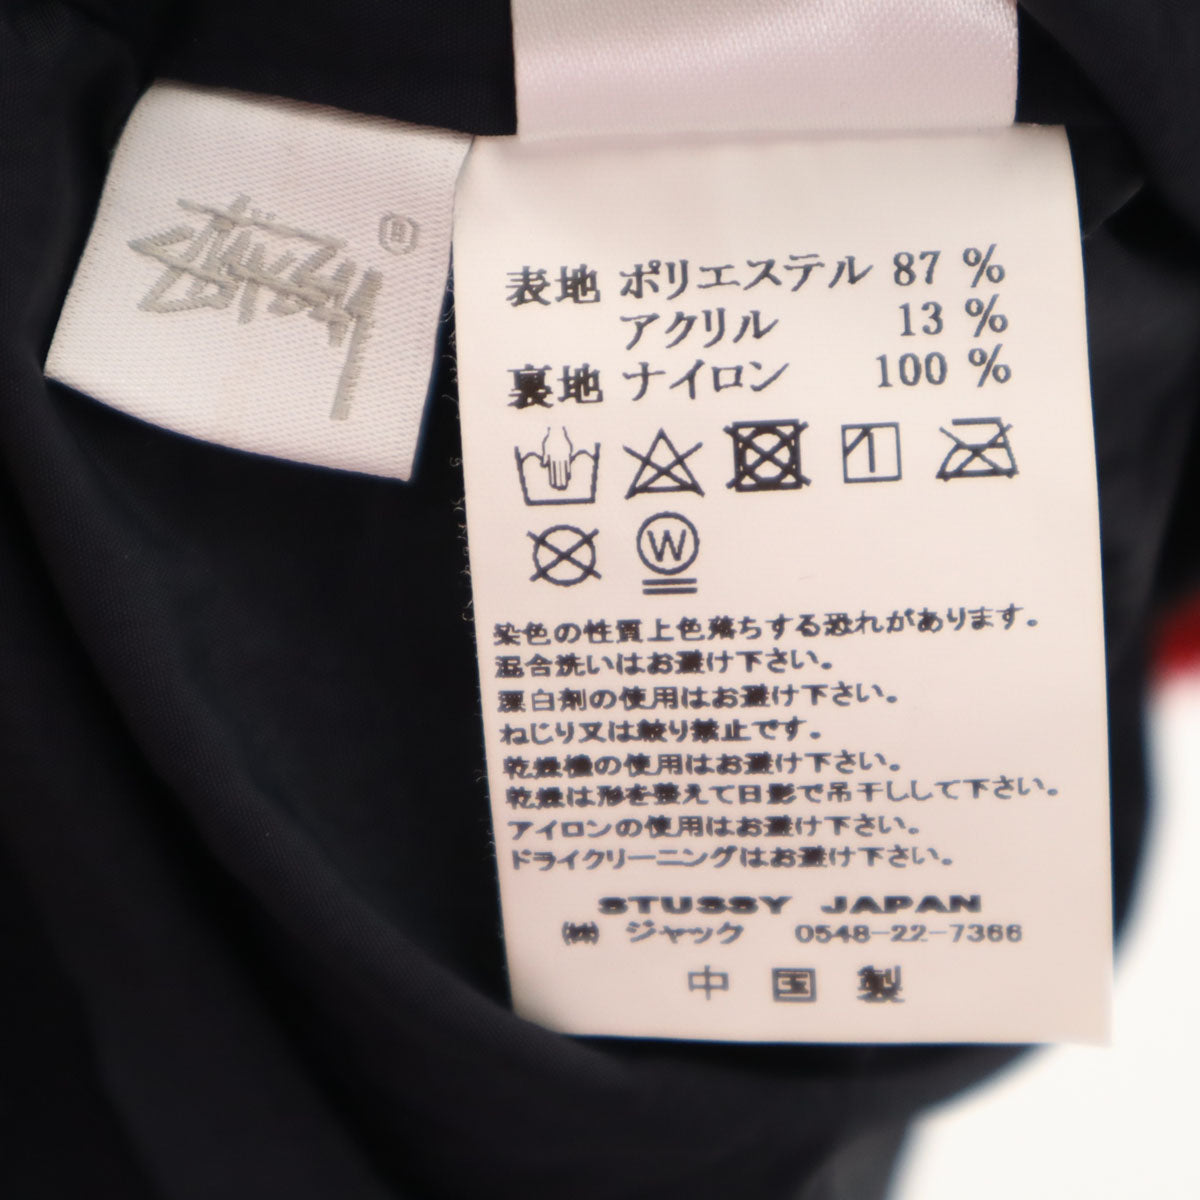 STÜSSY ®
表地 ポリエステル 87 %
アクリル 13 %
裏地 ナイロン 100 %
W
染色の性質上色落ちする恐れがあります。
混合洗いはお避け下さい。
漂白剤の使用はお避け下さい。
ねじり又は絞り禁止です。
乾燥機の使用はお避け下さい。
乾燥は形を整えて日影で吊干しして下さい。
アイロンの使用はお避け下さい。
ドライクリーニングはお避け下さい。
STUSSY JAPAN
㈱ ジャック 0548-22-7366
中国製